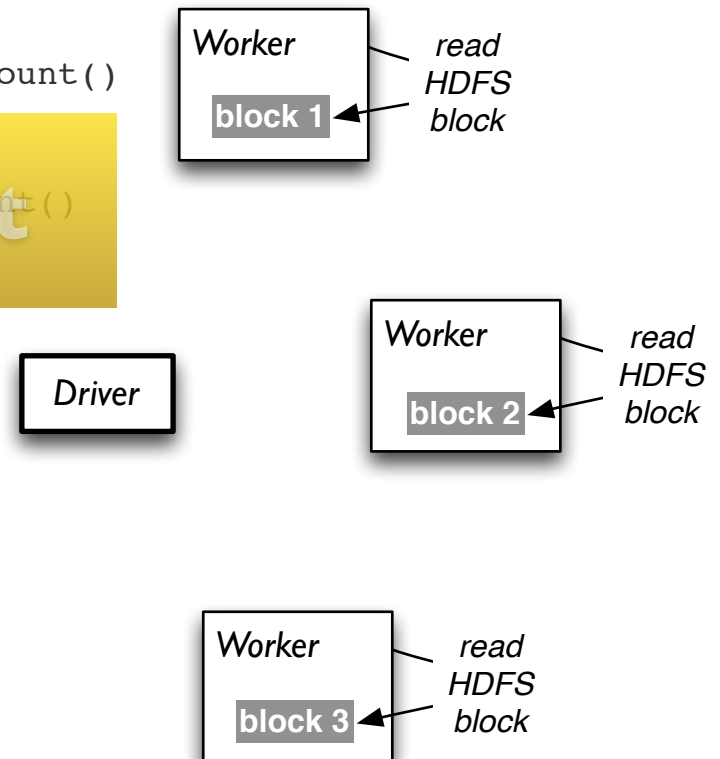 ount()
Worker
block 1
read
HDFS
block
t
nt()
Worker
block 2
read
HDFS
block
Driver
Worker
block 3
read
HDFS
block